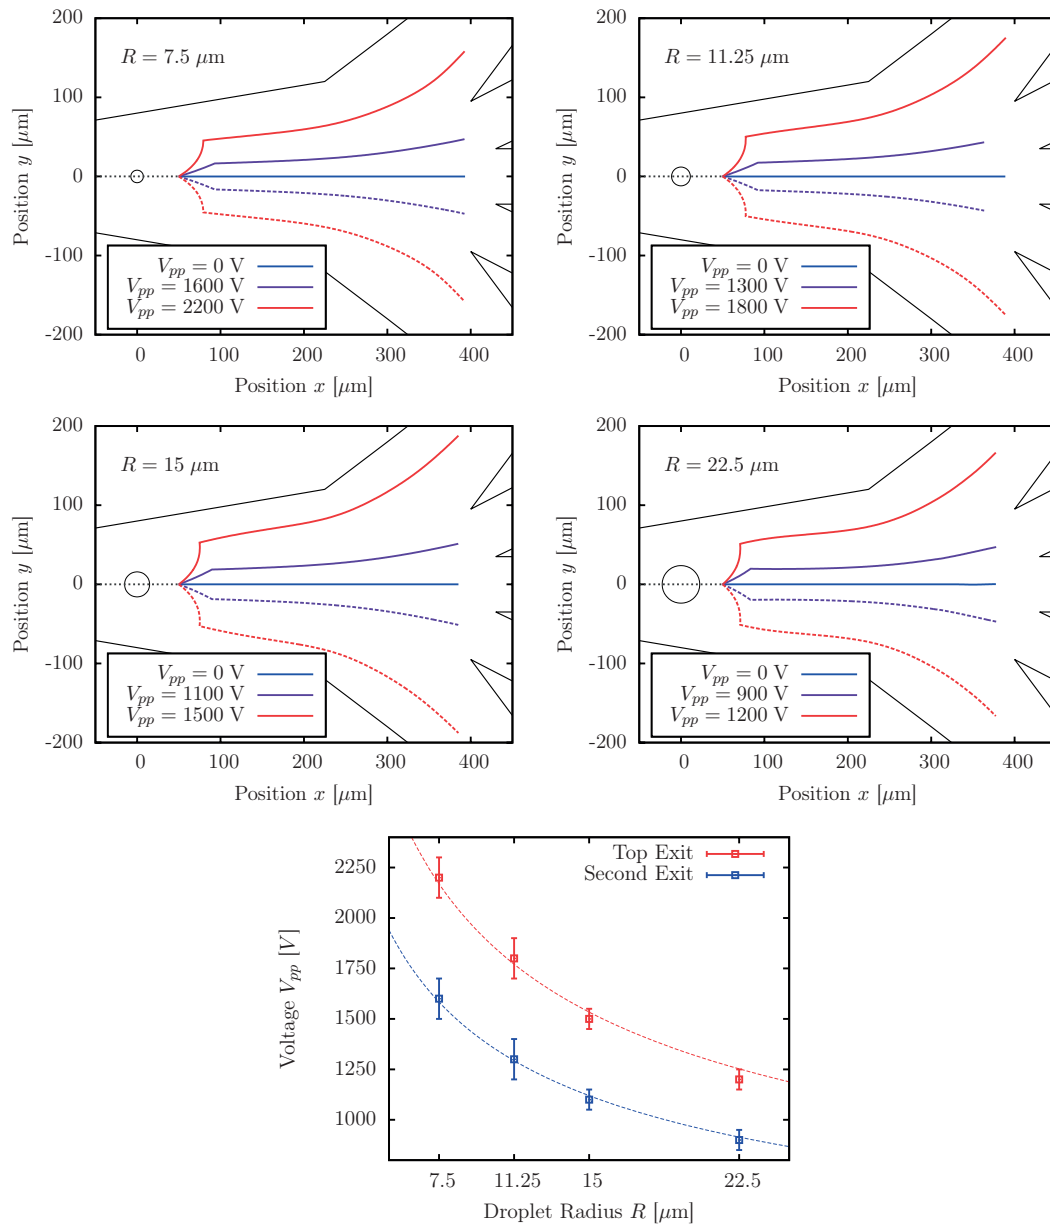 R = 7.5 μm
200
100
0
-100
-200
Position y [μm]
V_pp = 0 V
V_pp = 1600 V
V_pp = 2200 V
0 100 200 300 400
Position x [μm]
R = 11.25 μm
200
100
0
-100
-200
Position y [μm]
V_pp = 0 V
V_pp = 1300 V
V_pp = 1800 V
0 100 200 300 400
Position x [μm]
R = 15 μm
200
100
0
-100
-200
Position y [μm]
V_pp = 0 V
V_pp = 1100 V
V_pp = 1500 V
0 100 200 300 400
Position x [μm]
R = 22.5 μm
200
100
0
-100
-200
Position y [μm]
V_pp = 0 V
V_pp = 900 V
V_pp = 1200 V
0 100 200 300 400
Position x [μm]
Top Exit
Second Exit
2250
2000
1750
1500
1250
1000
Voltage V_pp [V]
7.5 11.25 15 22.5
Droplet Radius R [μm]